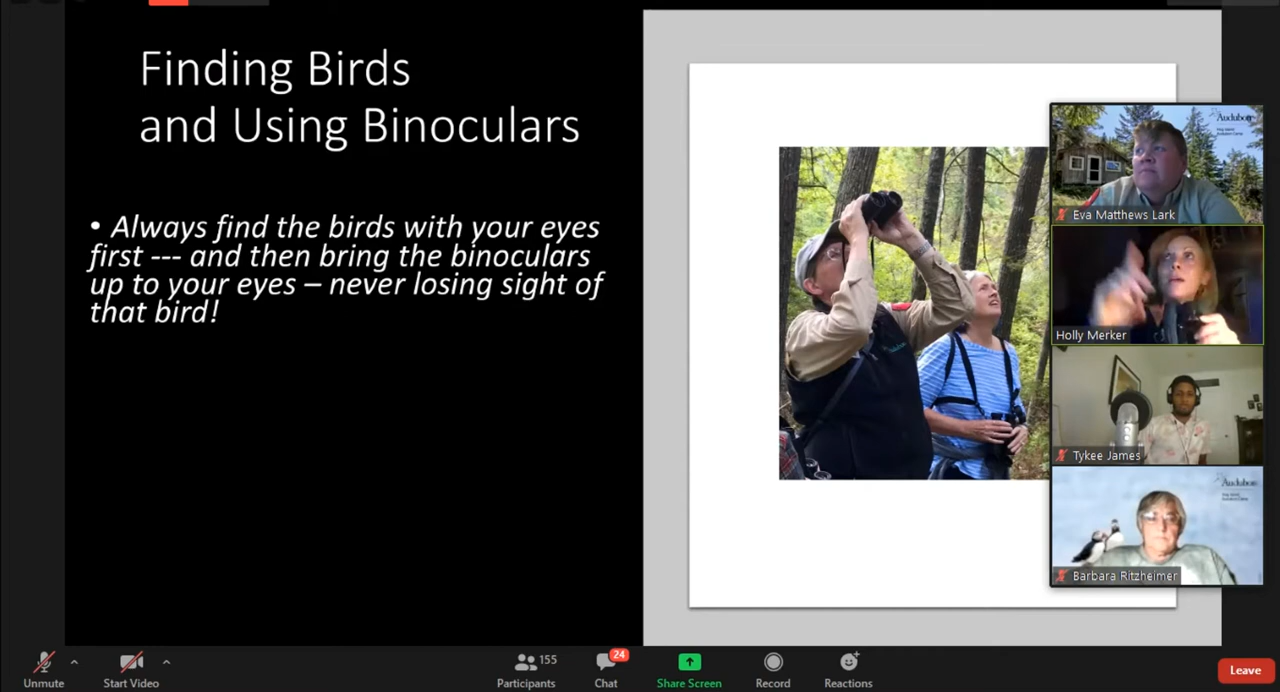 Finding Birds
and Using Binoculars
• Always find the birds with your eyes
first --- and then bring the binoculars
up to your eyes – never losing sight of
that bird!
Audubon
Eva Matthews Lark
Holly Merker
Tykee James
Audubon
Barbara Ritzheimer
Unmute
Start Video
155
Participants
24
Chat
Share Screen
Record
Reactions
Leave